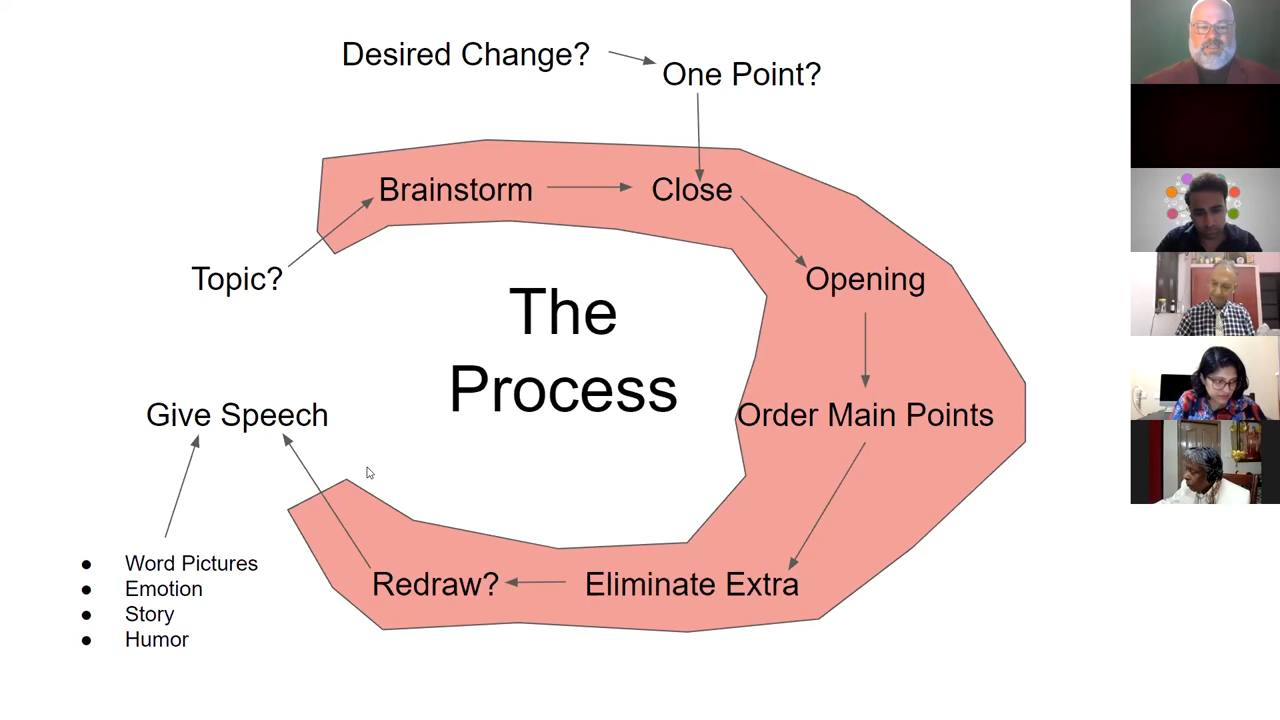 Desired Change?
One Point?
Brainstorm
Close
Topic?
Opening
The
Process
Give Speech
Order Main Points
Redraw?
Eliminate Extra
● Word Pictures
● Emotion
● Story
● Humor